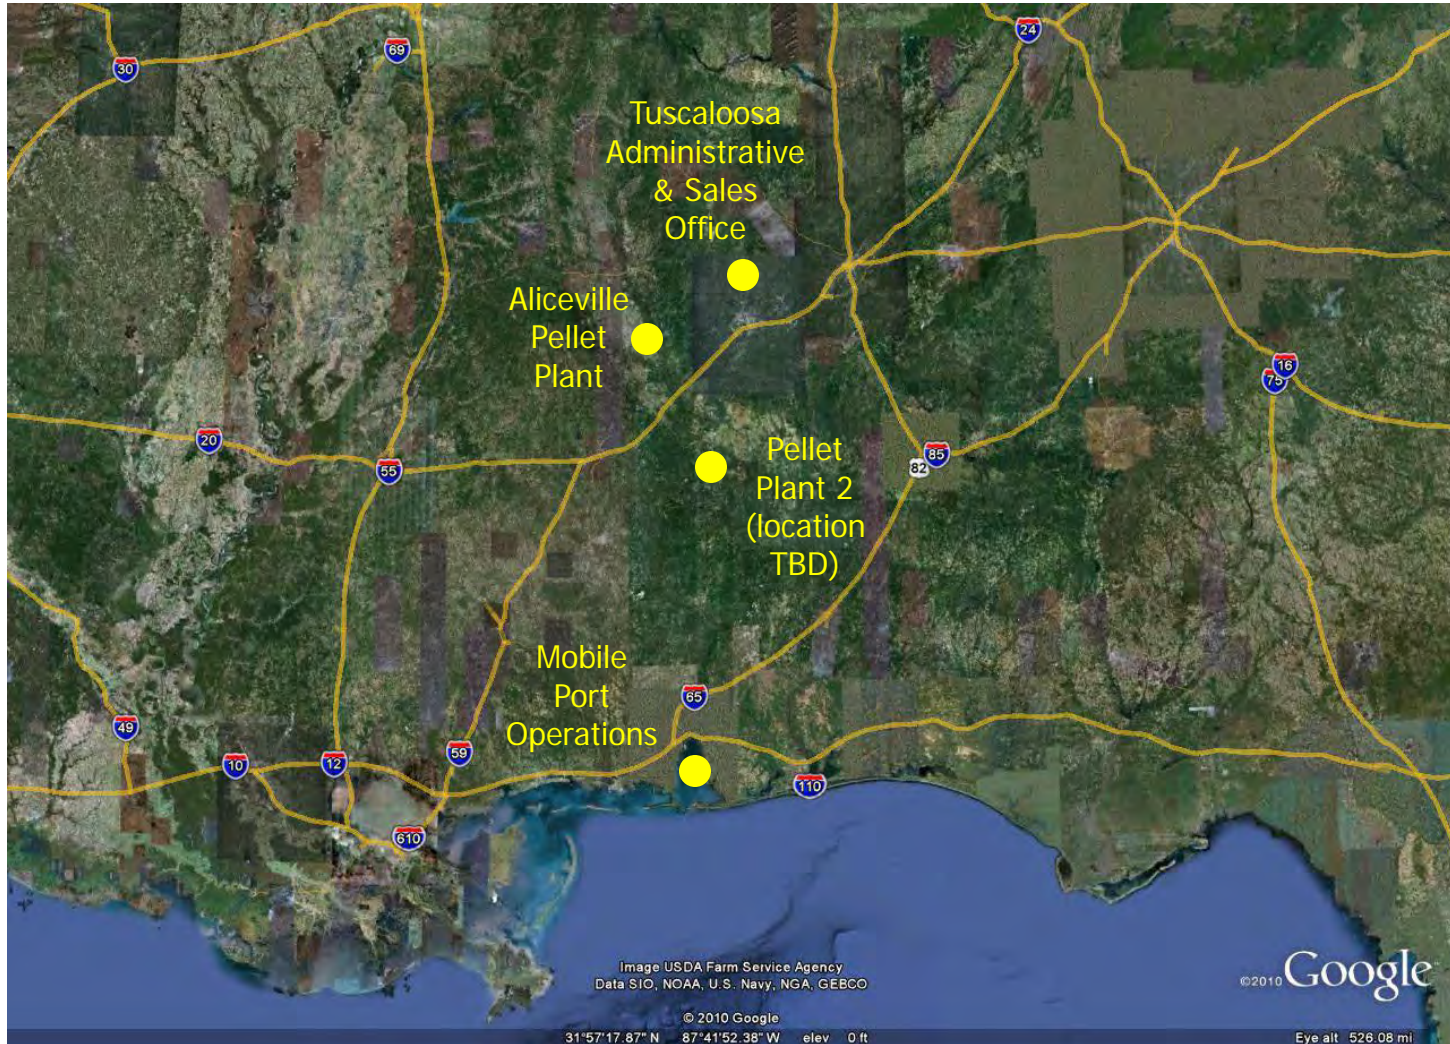 30
69
24
Tuscaloosa
Administrative
& Sales
Office
Aliceville
Pellet
Plant
16
75
20
55
85
82
Pellet
Plant 2
(location
TBD)
Mobile
Port
Operations
65
49
10
12
59
110
610
Image USDA Farm Service Agency
Data SIO, NOAA, U.S. Navy, NGA, GEBCO
©2010 Google
© 2010 Google
31°57'17.87" N 87°41'52.38" W elev 0 ft
Eye alt 526.08 mi